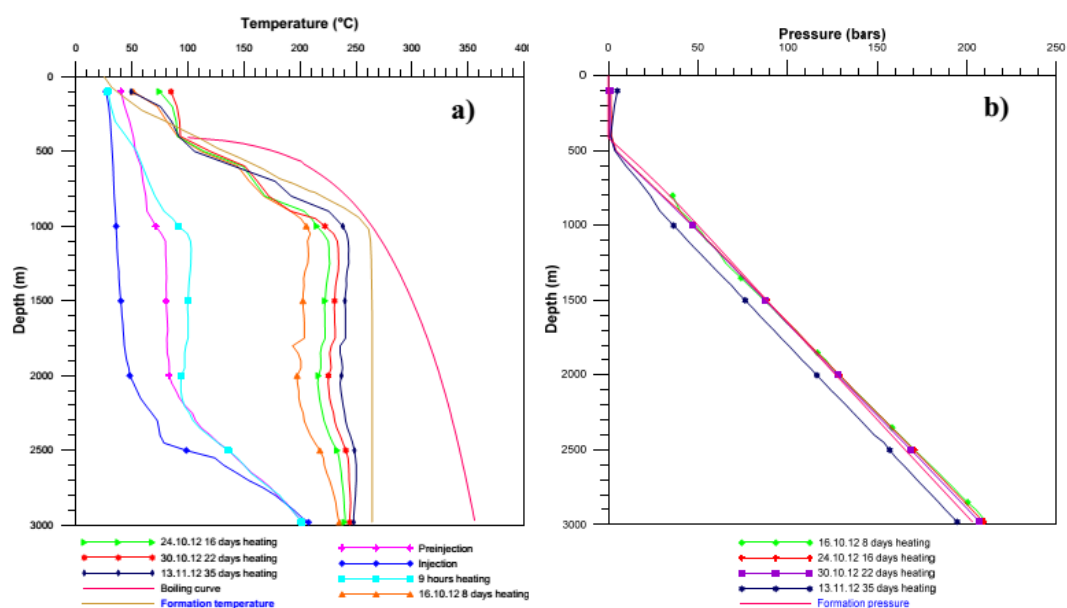 Temperature (°C)
0 50 100 150 200 250 300 350 400
a)
Depth (m)
0
500
1000
1500
2000
2500
3000
24.10.12 16 days heating
30.10.12 22 days heating
13.11.12 35 days heating
Boiling curve
Formation temperature
Preinjection
Injection
9 hours heating
16.10.12 8 days heating
Pressure (bars)
0 50 100 150 200 250
b)
Depth (m)
0
500
1000
1500
2000
2500
3000
16.10.12 8 days heating
24.10.12 16 days heating
30.10.12 22 days heating
13.11.12 35 days heating
Formation pressure